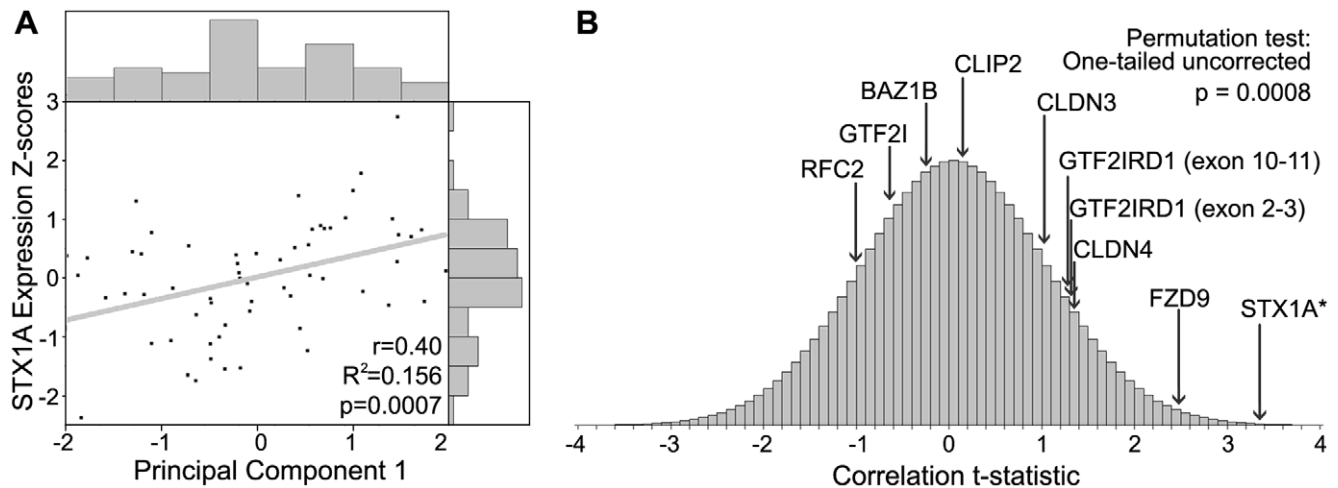 A
STX1A Expression Z-scores
3
2
1
0
-1
-2
r=0.40
R²=0.156
p=0.0007
-2
-1
0
1
2
Principal Component 1
B
Permutation test:
One-tailed uncorrected
p = 0.0008
CLIP2
BAZ1B
CLDN3
GTF2I
RFC2
GTF2IRD1 (exon 10-11)
GTF2IRD1 (exon 2-3)
CLDN4
FZD9
STX1A*
-4
-3
-2
-1
0
1
2
3
4
Correlation t-statistic